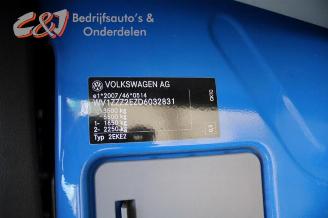 C&J Bedrijfsauto's &
Onderdelen
VOLKSWAGEN AG
e1*2007/46*0514
WV1ZZZ2EZD6032831
3500 kg
5500 kg
1- 1650 kg
2- 2250 kg
Typ 2EKE2